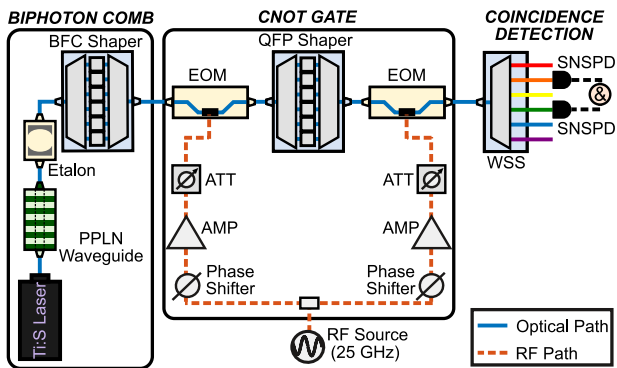 BIPHOTON COMB
BFC Shaper
Etalon
PPLN
Waveguide
Ti:S Laser
CNOT GATE
EOM
QFP Shaper
EOM
ATT
ATT
AMP
AMP
Phase
Shifter
Phase
Shifter
RF Source
(25 GHz)
COINCIDENCE
DETECTION
SNSPD
&
SNSPD
WSS
Optical Path
RF Path